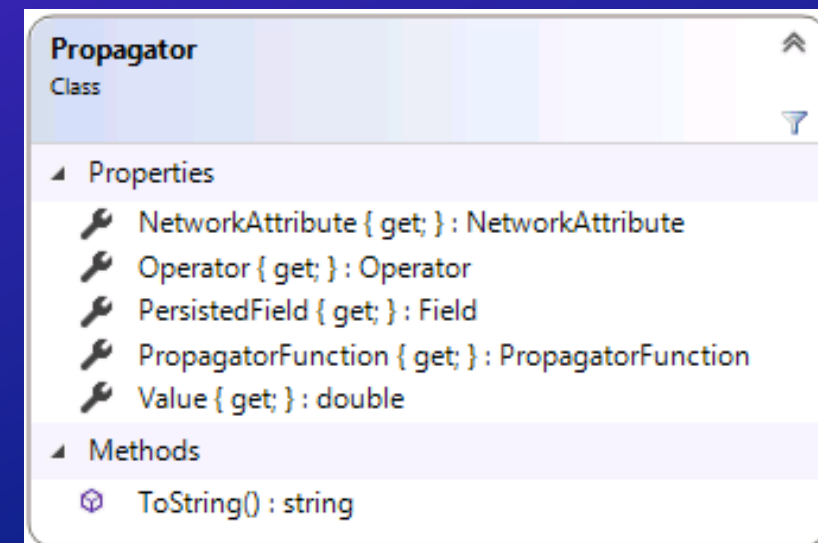 Propagator
Class
Properties
NetworkAttribute { get; } : NetworkAttribute
Operator { get; } : Operator
PersistedField { get; } : Field
PropagatorFunction { get; } : PropagatorFunction
Value { get; } : double
Methods
ToString() : string